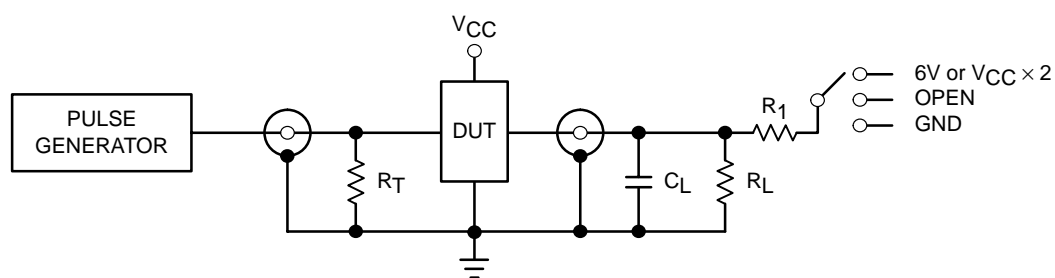 VCC
6V or VCC × 2
PULSE
GENERATOR
DUT
R1
OPEN
GND
RT
CL
RL